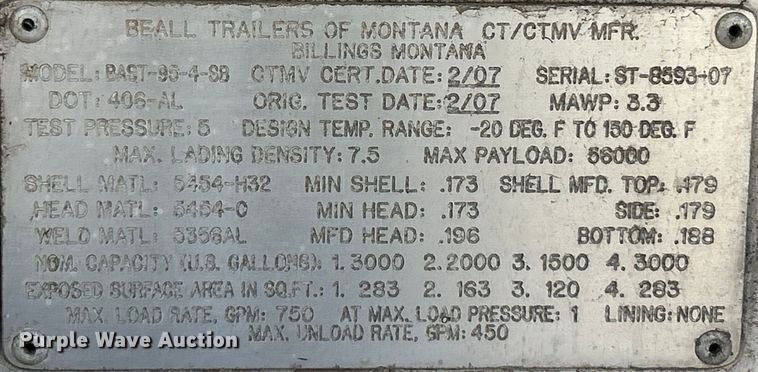 BEALL TRAILERS OF MONTANA CT/CTMV MFR.
BILLINGS MONTANA
MODEL: BAST-95-4-SB CTMV CERT.DATE: 2/07 SERIAL: ST-8593-07
DOT: 406-AL ORIG. TEST DATE: 2/07 MAWP: 3.3
TEST PRESSURE: 5 DESIGN TEMP. RANGE: -20 DEG. F TO 150 DEG. F
MAX. LADING DENSITY: 7.5 MAX PAYLOAD: 56000
SHELL MATL: 5454-H32 MIN SHELL: .173 SHELL MFD. TOP: .179
HEAD MATL: 5454-O MIN HEAD: .173 SIDE: .179
WELD MATL: 5356AL MFD HEAD: .196 BOTTOM: .188
NOM. CAPACITY (U.S. GALLONS): 1. 3000 2. 2000 3. 1500 4. 3000
EXPOSED SURFACE AREA IN SQ.FT.: 1. 283 2. 163 3. 120 4. 283
MAX. LOAD RATE, GPM: 750 AT MAX. LOAD PRESSURE: 1 LINING: NONE
MAX. UNLOAD RATE, GPM: 450
Purple Wave Auction